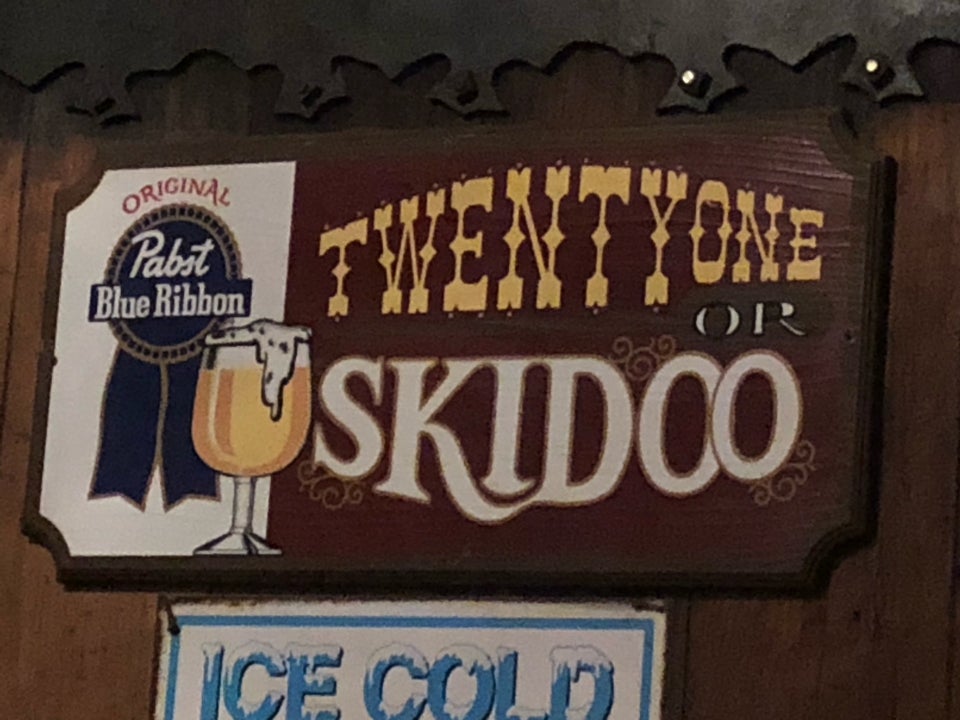 ORIGINAL
Pabst
Blue Ribbon
TWENTYONE
OR
SKIDOO
ICE COLD